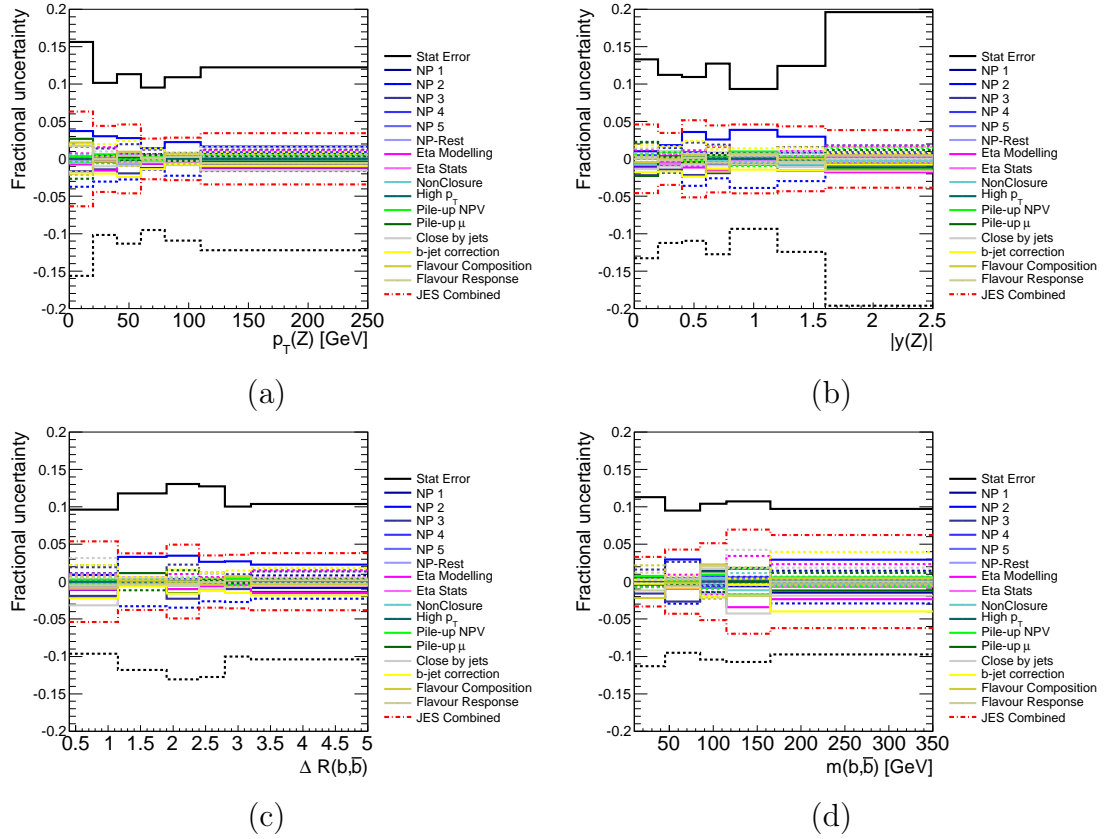 Fractional uncertainty
0.2
0.15
0.1
0.05
0
-0.05
-0.1
-0.15
-0.2
0 50 100 150 200 250
p_T(Z) [GeV]
Stat Error
NP 1
NP 2
NP 3
NP 4
NP 5
NP-Rest
Eta Modelling
Eta Stats
NonClosure
High p_T
Pile-up NPV
Pile-up μ
Close by jets
b-jet correction
Flavour Composition
Flavour Response
JES Combined
(a)
Fractional uncertainty
0.2
0.15
0.1
0.05
0
-0.05
-0.1
-0.15
-0.2
0 0.5 1 1.5 2 2.5
|y(Z)|
Stat Error
NP 1
NP 2
NP 3
NP 4
NP 5
NP-Rest
Eta Modelling
Eta Stats
NonClosure
High p_T
Pile-up NPV
Pile-up μ
Close by jets
b-jet correction
Flavour Composition
Flavour Response
JES Combined
(b)
Fractional uncertainty
0.2
0.15
0.1
0.05
0
-0.05
-0.1
-0.15
-0.2
0.5 1 1.5 2 2.5 3 3.5 4 4.5 5
Δ R(b,b̅)
Stat Error
NP 1
NP 2
NP 3
NP 4
NP 5
NP-Rest
Eta Modelling
Eta Stats
NonClosure
High p_T
Pile-up NPV
Pile-up μ
Close by jets
b-jet correction
Flavour Composition
Flavour Response
JES Combined
(c)
Fractional uncertainty
0.2
0.15
0.1
0.05
0
-0.05
-0.1
-0.15
-0.2
50 100 150 200 250 300 350
m(b,b̅) [GeV]
Stat Error
NP 1
NP 2
NP 3
NP 4
NP 5
NP-Rest
Eta Modelling
Eta Stats
NonClosure
High p_T
Pile-up NPV
Pile-up μ
Close by jets
b-jet correction
Flavour Composition
Flavour Response
JES Combined
(d)